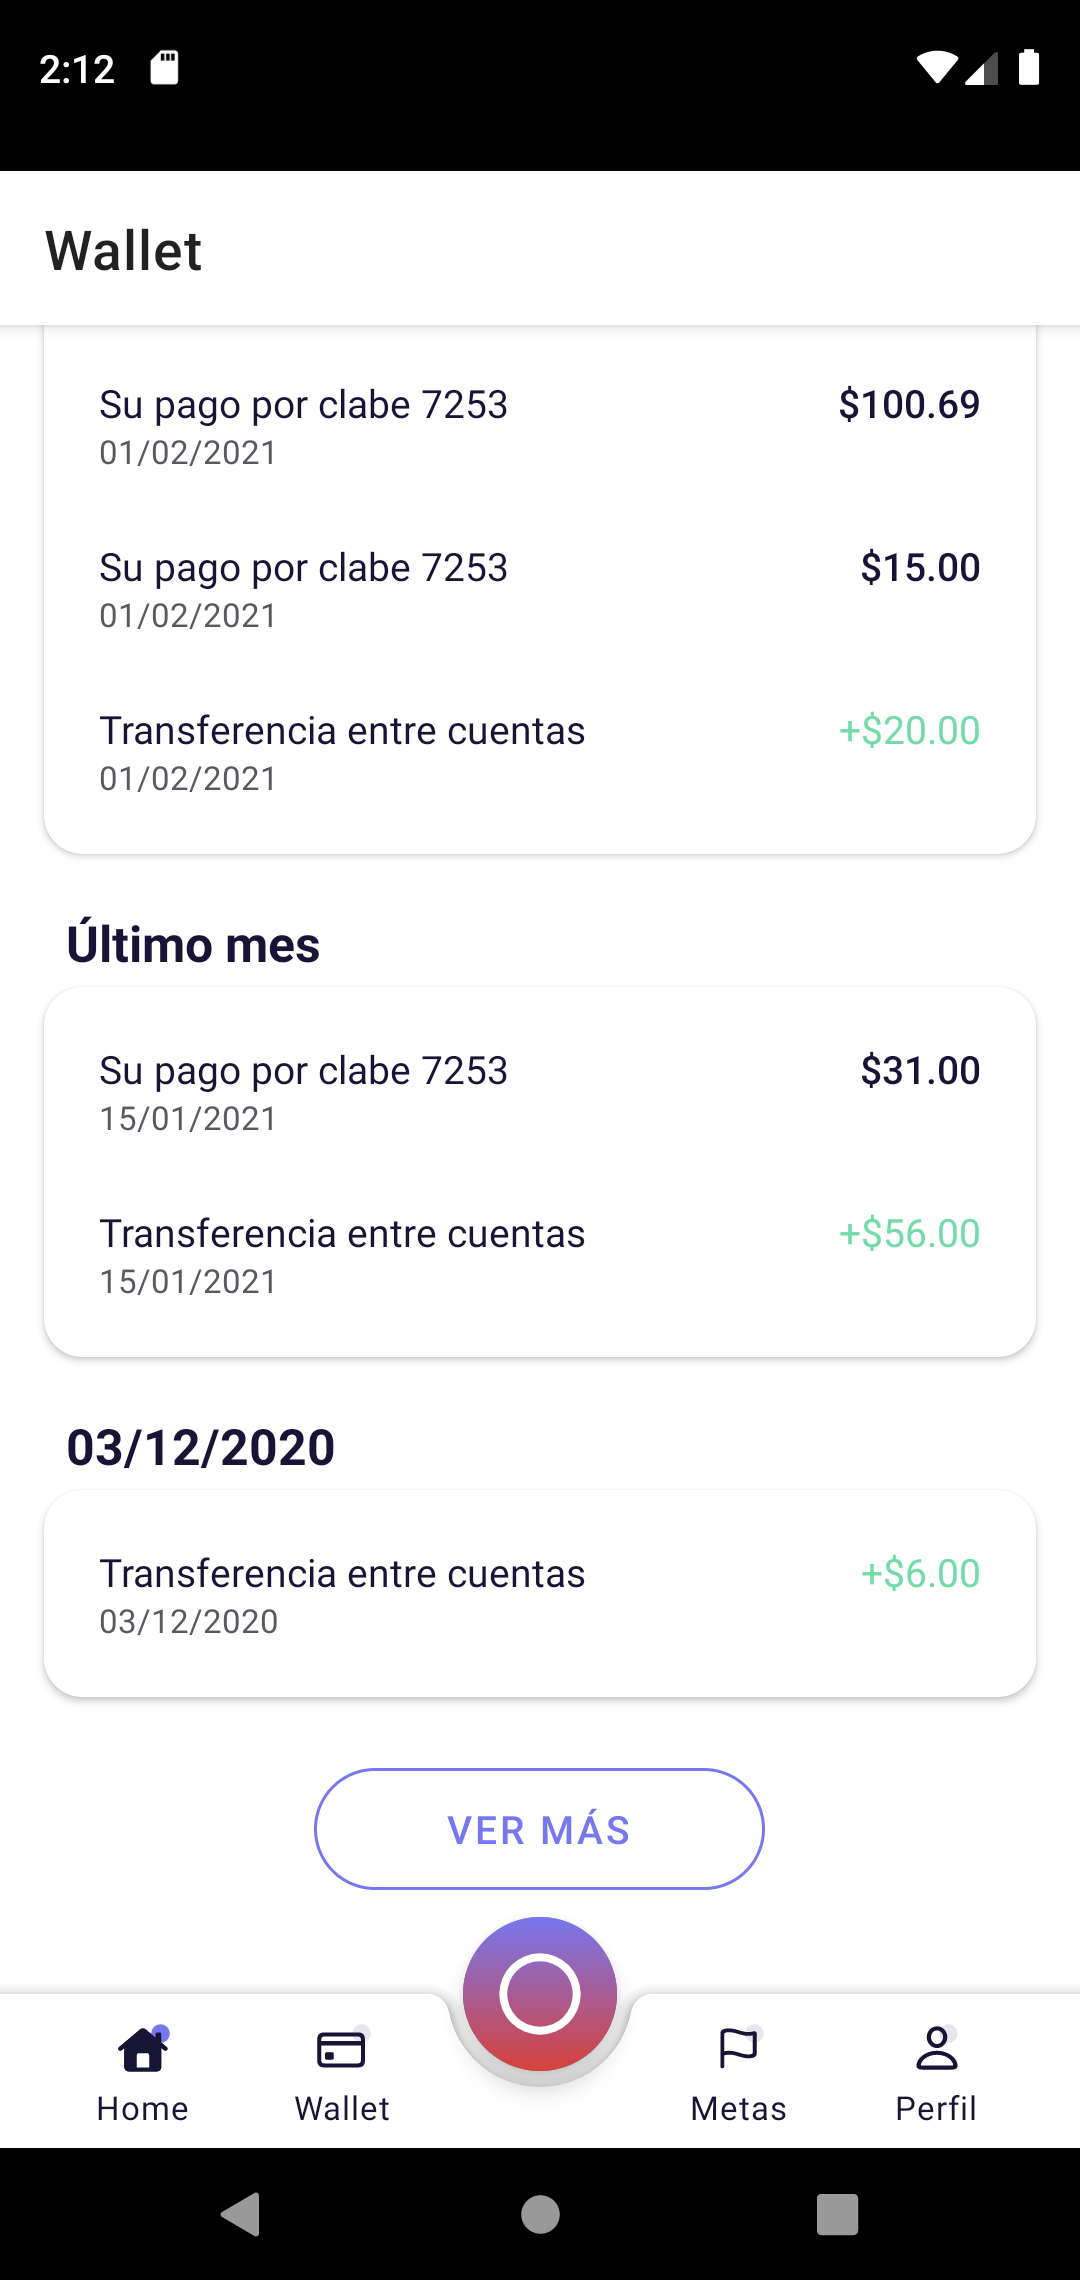 2:12
Wallet
Su pago por clabe 7253 $100.69
01/02/2021
Su pago por clabe 7253 $15.00
01/02/2021
Transferencia entre cuentas +$20.00
01/02/2021
Último mes
Su pago por clabe 7253 $31.00
15/01/2021
Transferencia entre cuentas +$56.00
15/01/2021
03/12/2020
Transferencia entre cuentas +$6.00
03/12/2020
VER MÁS
Home Wallet Metas Perfil